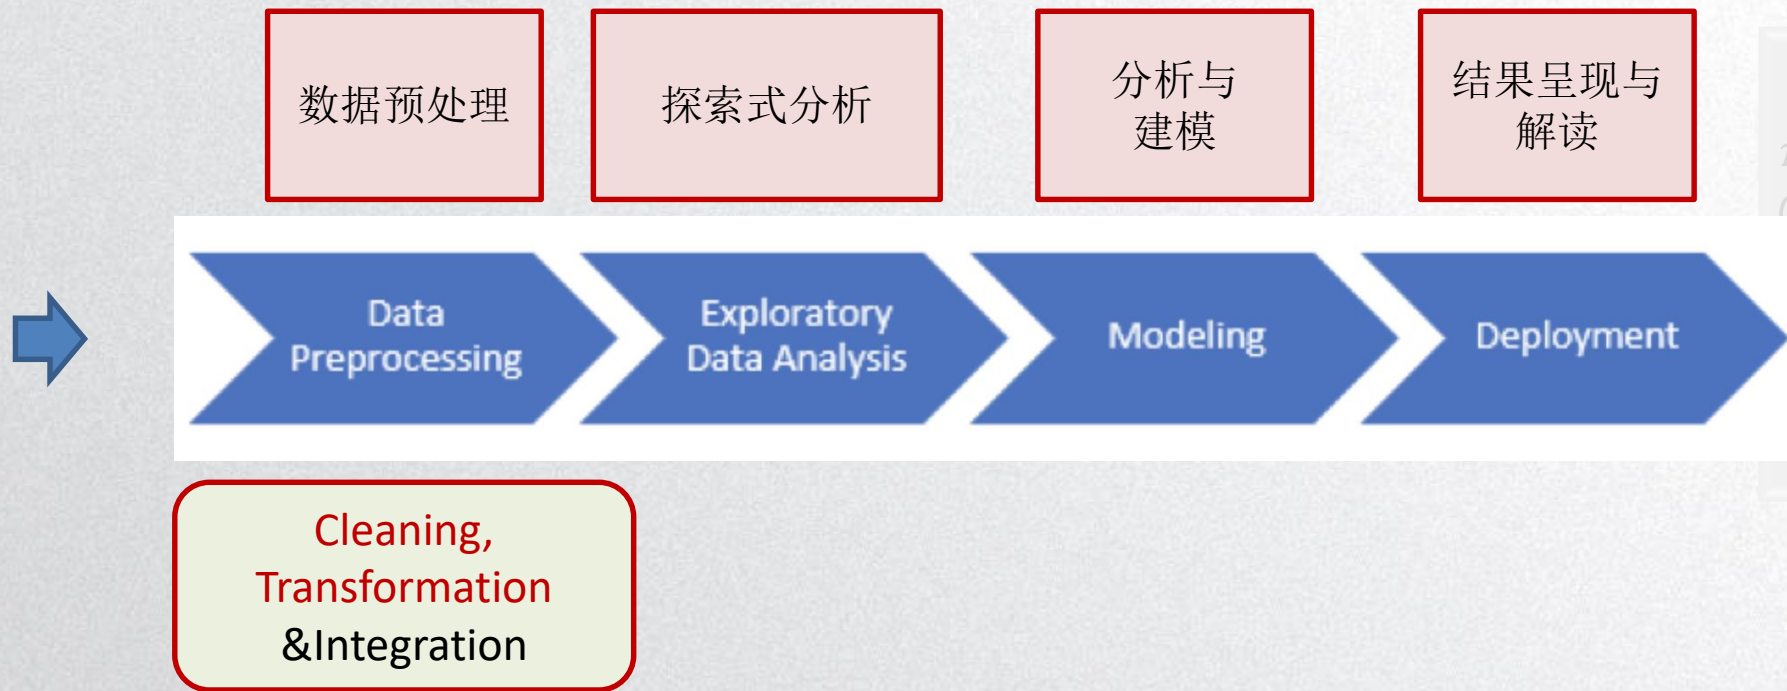 数据预处理
探索式分析
分析与
建模
结果呈现与
解读
Data
Preprocessing
Exploratory
Data Analysis
Modeling
Deployment
Cleaning,
Transformation
&Integration